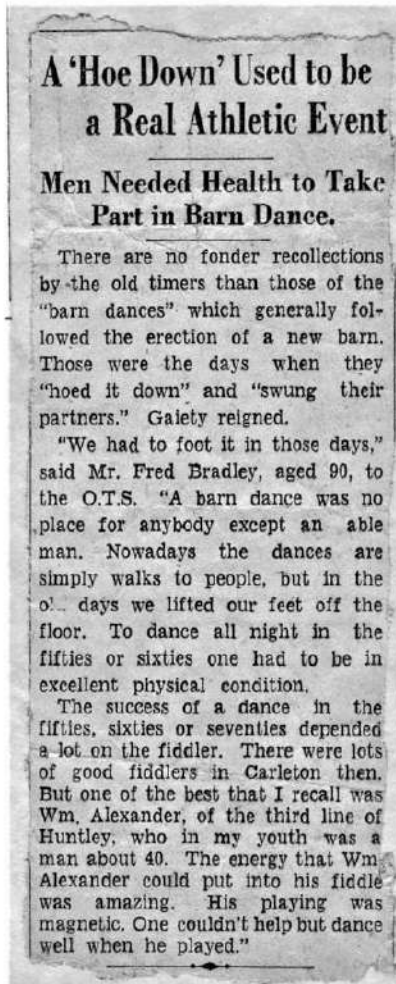 A 'Hoe Down' Used to be
a Real Athletic Event
Men Needed Health to Take
Part in Barn Dance.
There are no fonder recollections
by the old timers than those of the
"barn dances" which generally fol-
lowed the erection of a new barn.
Those were the days when they
"hoed it down" and "swung their
partners." Gaiety reigned.
"We had to foot it in those days,"
said Mr. Fred Bradley, aged 90, to
the O.T.S. "A barn dance was no
place for anybody except an able
man. Nowadays the dances are
simply walks to people, but in the
days we lifted our feet off the
floor. To dance all night in the
fifties or sixties one had to be in
excellent physical condition.
The success of a dance in the
fifties, sixties or seventies depended
a lot on the fiddler. There were lots
of good fiddlers in Carleton then.
But one of the best that I recall was
Wm. Alexander, of the third line of
Huntley, who in my youth was a
man about 40. The energy that Wm
Alexander could put into his fiddle
was amazing. His playing was
magnetic. One couldn't help but dance
well when he played."